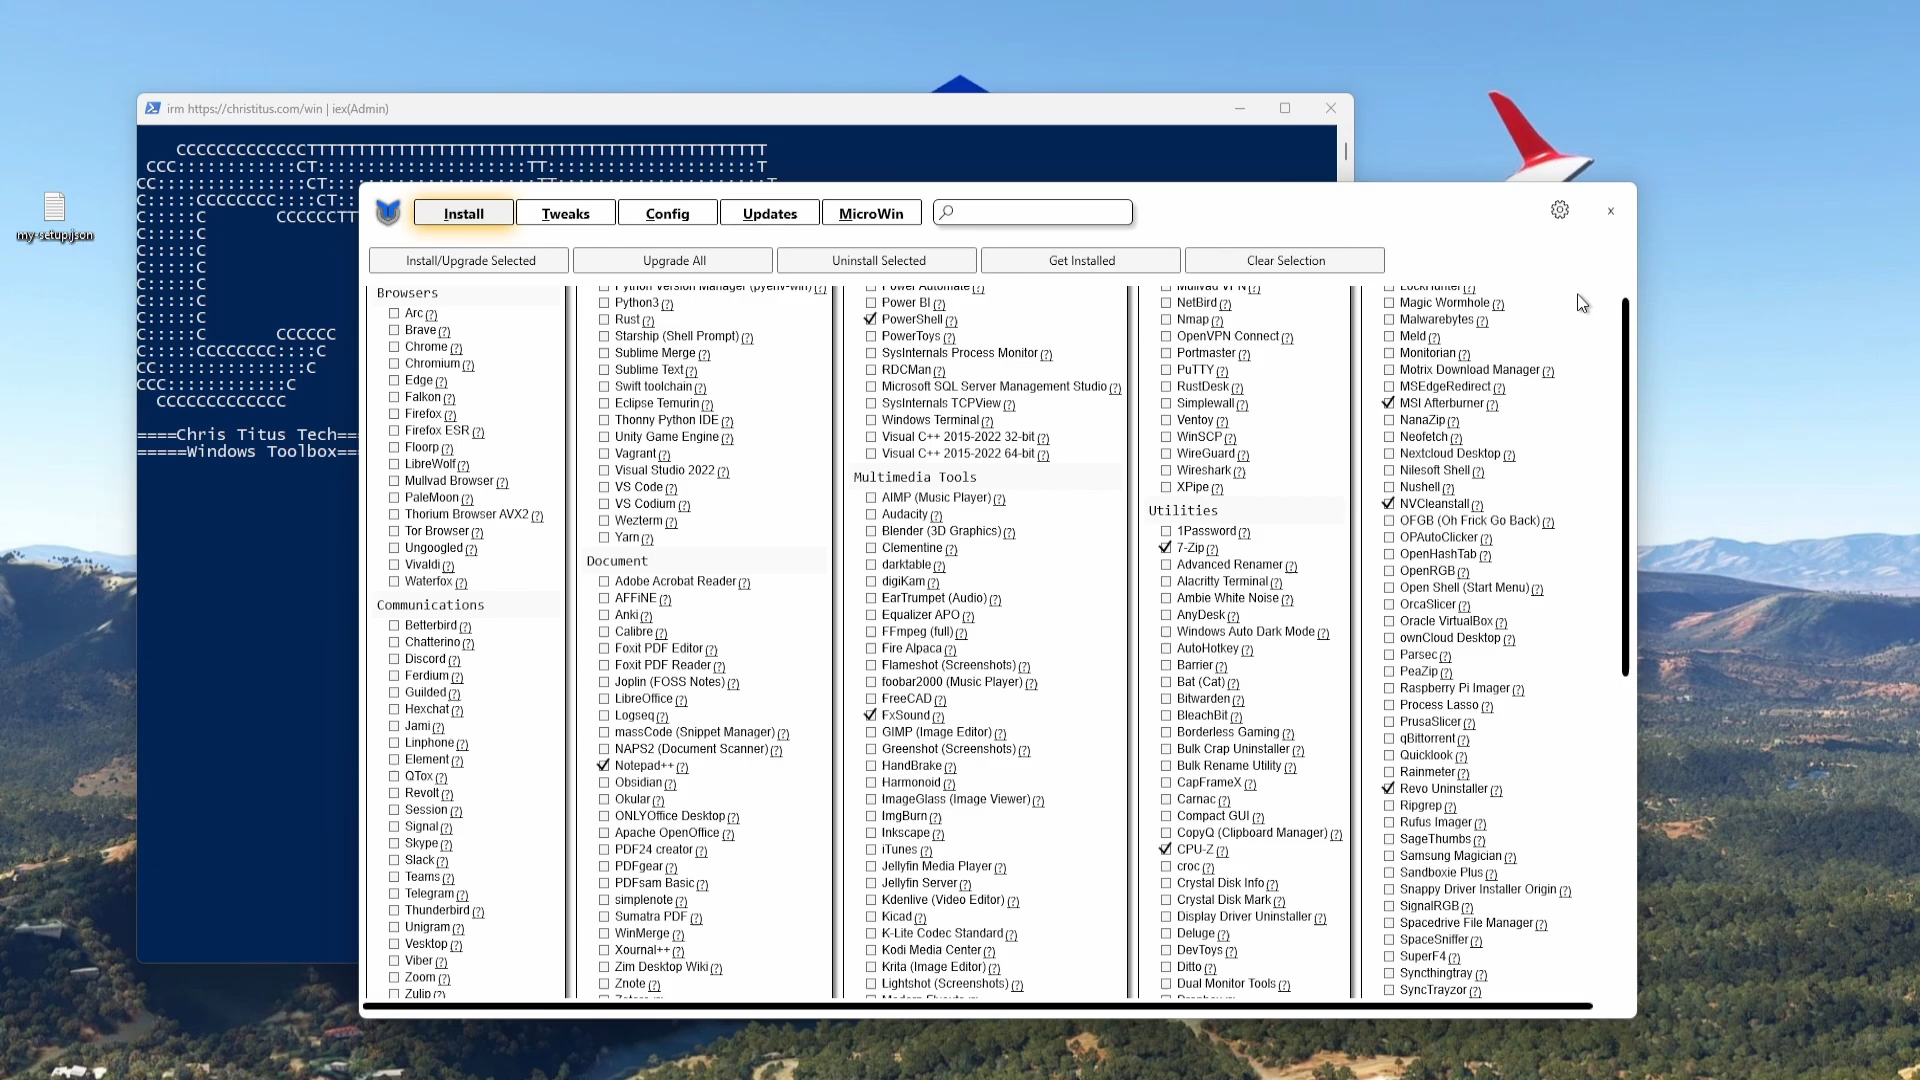 irm https://christitus.com/win | iex(Admin)
CCCCCCCCCCCCCTTTTTTTTTTTTTTTTTTTTTTTTTTTTTTTTTTTTTTTTTTTTTT
====Chris Titus Tech===
=====Windows Toolbox===
my-setup.json
Install
Tweaks
Config
Updates
MicroWin
Install/Upgrade Selected
Upgrade All
Uninstall Selected
Get Installed
Clear Selection
Browsers
Arc (?)
Brave (?)
Chrome (?)
Chromium (?)
Edge (?)
Falkon (?)
Firefox (?)
Firefox ESR (?)
Floorp (?)
LibreWolf (?)
Mullvad Browser (?)
PaleMoon (?)
Thorium Browser AVX2 (?)
Tor Browser (?)
Ungoogled (?)
Vivaldi (?)
Waterfox (?)
Communications
Betterbird (?)
Chatterino (?)
Discord (?)
Ferdium (?)
Guilded (?)
Hexchat (?)
Jami (?)
Linphone (?)
Element (?)
QTox (?)
Revolt (?)
Session (?)
Signal (?)
Skype (?)
Slack (?)
Teams (?)
Telegram (?)
Thunderbird (?)
Unigram (?)
Vesktop (?)
Viber (?)
Zoom (?)
Zulip (?)
Python Version Manager (pyenv-win) (?)
Python3 (?)
Rust (?)
Starship (Shell Prompt) (?)
Sublime Merge (?)
Sublime Text (?)
Swift toolchain (?)
Eclipse Temurin (?)
Thonny Python IDE (?)
Unity Game Engine (?)
Vagrant (?)
Visual Studio 2022 (?)
VS Code (?)
VS Codium (?)
Wezterm (?)
Yarn (?)
Document
Adobe Acrobat Reader (?)
AFFiNE (?)
Anki (?)
Calibre (?)
Foxit PDF Editor (?)
Foxit PDF Reader (?)
Joplin (FOSS Notes) (?)
LibreOffice (?)
Logseq (?)
massCode (Snippet Manager) (?)
NAPS2 (Document Scanner) (?)
Notepad++ (?)
Obsidian (?)
Okular (?)
ONLYOffice Desktop (?)
Apache OpenOffice (?)
PDF24 creator (?)
PDFgear (?)
PDFsam Basic (?)
simplenote (?)
Sumatra PDF (?)
WinMerge (?)
Xournal++ (?)
Zim Desktop Wiki (?)
Znote (?)
Power Automate (?)
Power BI (?)
PowerShell (?)
PowerToys (?)
SysInternals Process Monitor (?)
RDCMan (?)
Microsoft SQL Server Management Studio (?)
SysInternals TCPView (?)
Windows Terminal (?)
Visual C++ 2015-2022 32-bit (?)
Visual C++ 2015-2022 64-bit (?)
Multimedia Tools
AIMP (Music Player) (?)
Audacity (?)
Blender (3D Graphics) (?)
Clementine (?)
darktable (?)
digiKam (?)
EarTrumpet (Audio) (?)
Equalizer APO (?)
FFmpeg (full) (?)
Fire Alpaca (?)
Flameshot (Screenshots) (?)
foobar2000 (Music Player) (?)
FreeCAD (?)
FxSound (?)
GIMP (Image Editor) (?)
Greenshot (Screenshots) (?)
HandBrake (?)
Harmonoid (?)
ImageGlass (Image Viewer) (?)
ImgBurn (?)
Inkscape (?)
iTunes (?)
Jellyfin Media Player (?)
Jellyfin Server (?)
Kdenlive (Video Editor) (?)
Kicad (?)
K-Lite Codec Standard (?)
Kodi Media Center (?)
Krita (Image Editor) (?)
Lightshot (Screenshots) (?)
Mullvad VPN (?)
NetBird (?)
Nmap (?)
OpenVPN Connect (?)
Portmaster (?)
PuTTY (?)
RustDesk (?)
Simplewall (?)
Ventoy (?)
WinSCP (?)
WireGuard (?)
Wireshark (?)
XPipe (?)
Utilities
1Password (?)
7-Zip (?)
Advanced Renamer (?)
Alacritty Terminal (?)
Ambie White Noise (?)
AnyDesk (?)
Windows Auto Dark Mode (?)
AutoHotkey (?)
Barrier (?)
Bat (Cat) (?)
Bitwarden (?)
BleachBit (?)
Borderless Gaming (?)
Bulk Crap Uninstaller (?)
Bulk Rename Utility (?)
CapFrameX (?)
Carnac (?)
Compact GUI (?)
CopyQ (Clipboard Manager) (?)
CPU-Z (?)
croc (?)
Crystal Disk Info (?)
Crystal Disk Mark (?)
Display Driver Uninstaller (?)
Deluge (?)
DevToys (?)
Ditto (?)
Dual Monitor Tools (?)
LockHunter (?)
Magic Wormhole (?)
Malwarebytes (?)
Meld (?)
Monitorian (?)
Motrix Download Manager (?)
MSEdgeRedirect (?)
MSI Afterburner (?)
NanaZip (?)
Neofetch (?)
Nextcloud Desktop (?)
Nilesoft Shell (?)
Nushell (?)
NVCleanstall (?)
OFGB (Oh Frick Go Back) (?)
OPAutoClicker (?)
OpenHashTab (?)
OpenRGB (?)
Open Shell (Start Menu) (?)
OrcaSlicer (?)
Oracle VirtualBox (?)
ownCloud Desktop (?)
Parsec (?)
PeaZip (?)
Raspberry Pi Imager (?)
Process Lasso (?)
PrusaSlicer (?)
qBittorrent (?)
Quicklook (?)
Rainmeter (?)
Revo Uninstaller (?)
Ripgrep (?)
Rufus Imager (?)
SageThumbs (?)
Samsung Magician (?)
Sandboxie Plus (?)
Snappy Driver Installer Origin (?)
SignalRGB (?)
Spacedrive File Manager (?)
SpaceSniffer (?)
SuperF4 (?)
Syncthingtray (?)
SyncTrayzor (?)